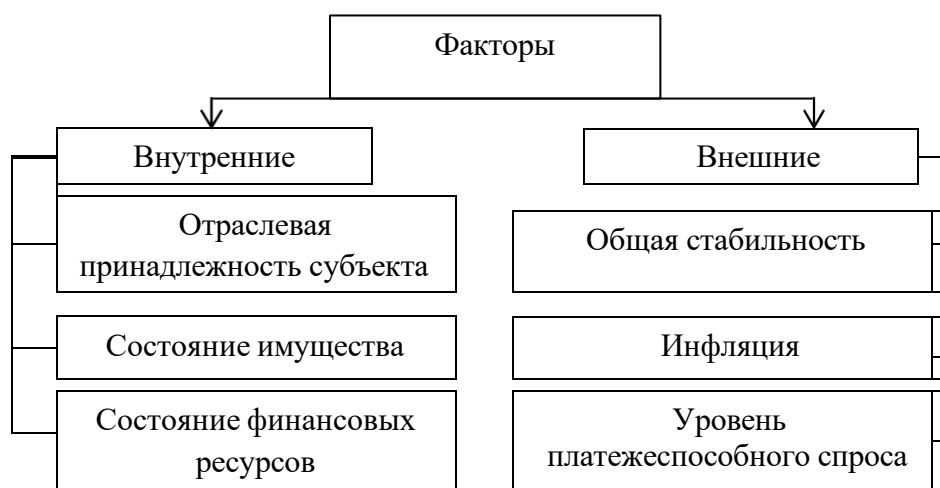 Факторы
Внутренние
Внешние
Отраслевая
принадлежность субъекта
Общая стабильность
Состояние имущества
Инфляция
Состояние финансовых
ресурсов
Уровень
платежеспособного спроса